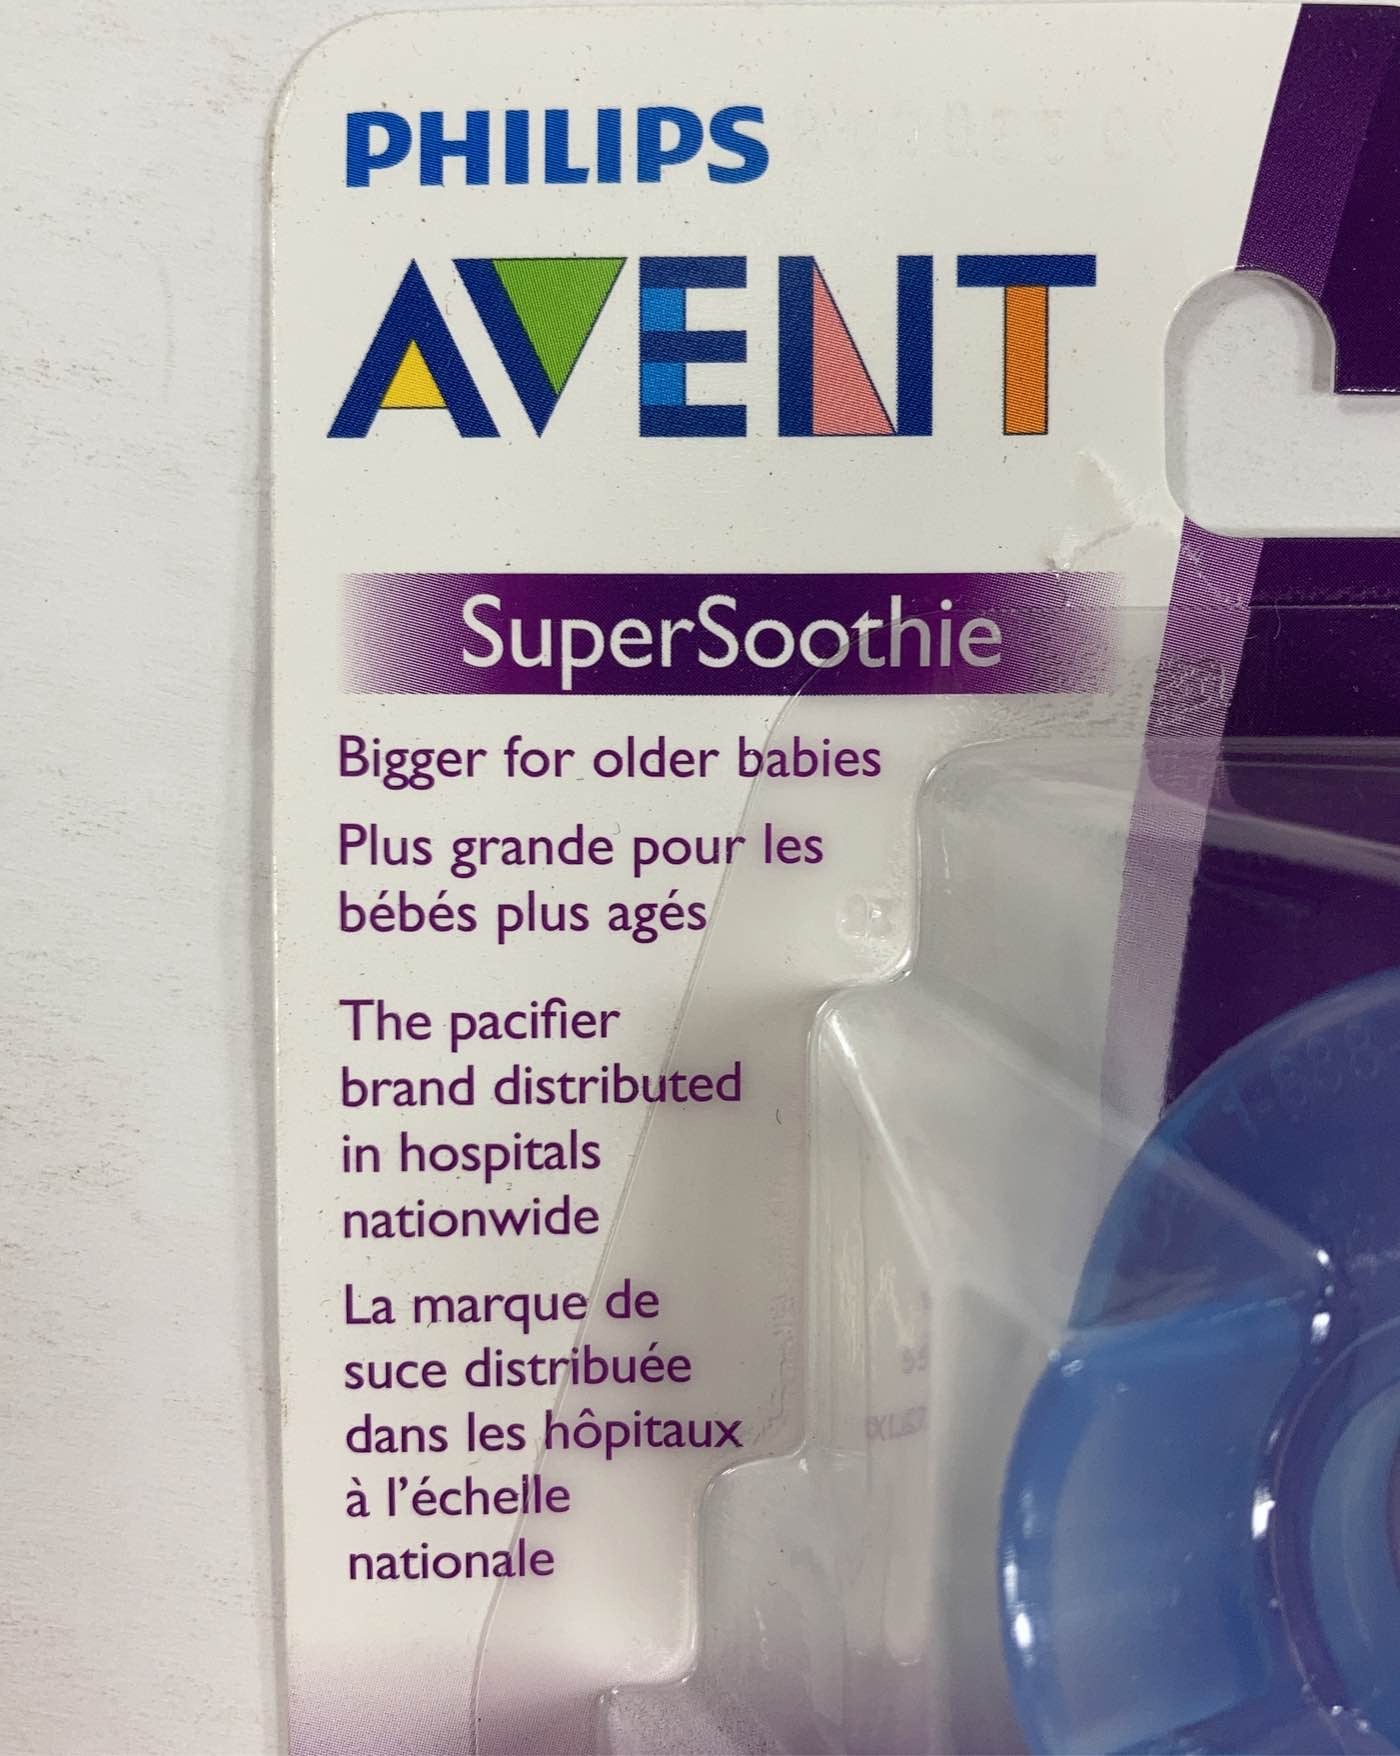 PHILIPS
AVENT
SuperSoothie
Bigger for older babies
Plus grande pour les
bébés plus agés
The pacifier
brand distributed
in hospitals
nationwide
La marque de
suce distribuée
dans les hôpitaux
à l'échelle
nationale